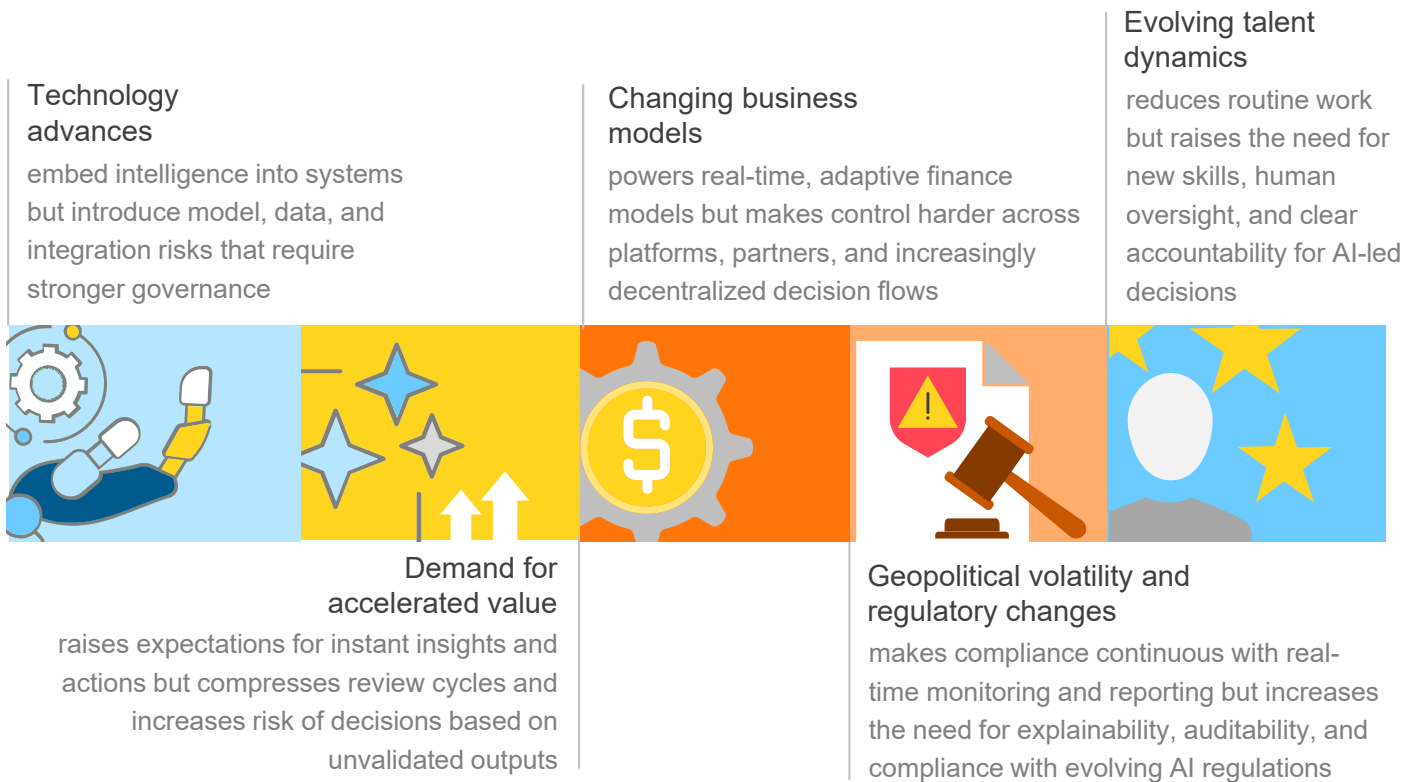 Technology
advances
embed intelligence into systems
but introduce model, data, and
integration risks that require
stronger governance
Demand for
accelerated value
raises expectations for instant insights and
actions but compresses review cycles and
increases risk of decisions based on
unvalidated outputs
Changing business
models
powers real-time, adaptive finance
models but makes control harder across
platforms, partners, and increasingly
decentralized decision flows
Geopolitical volatility and
regulatory changes
makes compliance continuous with real-
time monitoring and reporting but increases
the need for explainability, auditability, and
compliance with evolving AI regulations
Evolving talent
dynamics
reduces routine work
but raises the need for
new skills, human
oversight, and clear
accountability for AI-led
decisions
$
!